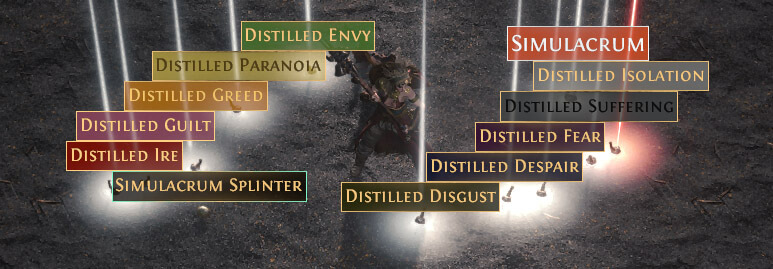 Distilled Envy
Simulacrum
Distilled Paranoia
Distilled Isolation
Distilled Greed
Distilled Suffering
Distilled Guilt
Distilled Fear
Distilled Ire
Distilled Despair
Simulacrum Splinter
Distilled Disgust